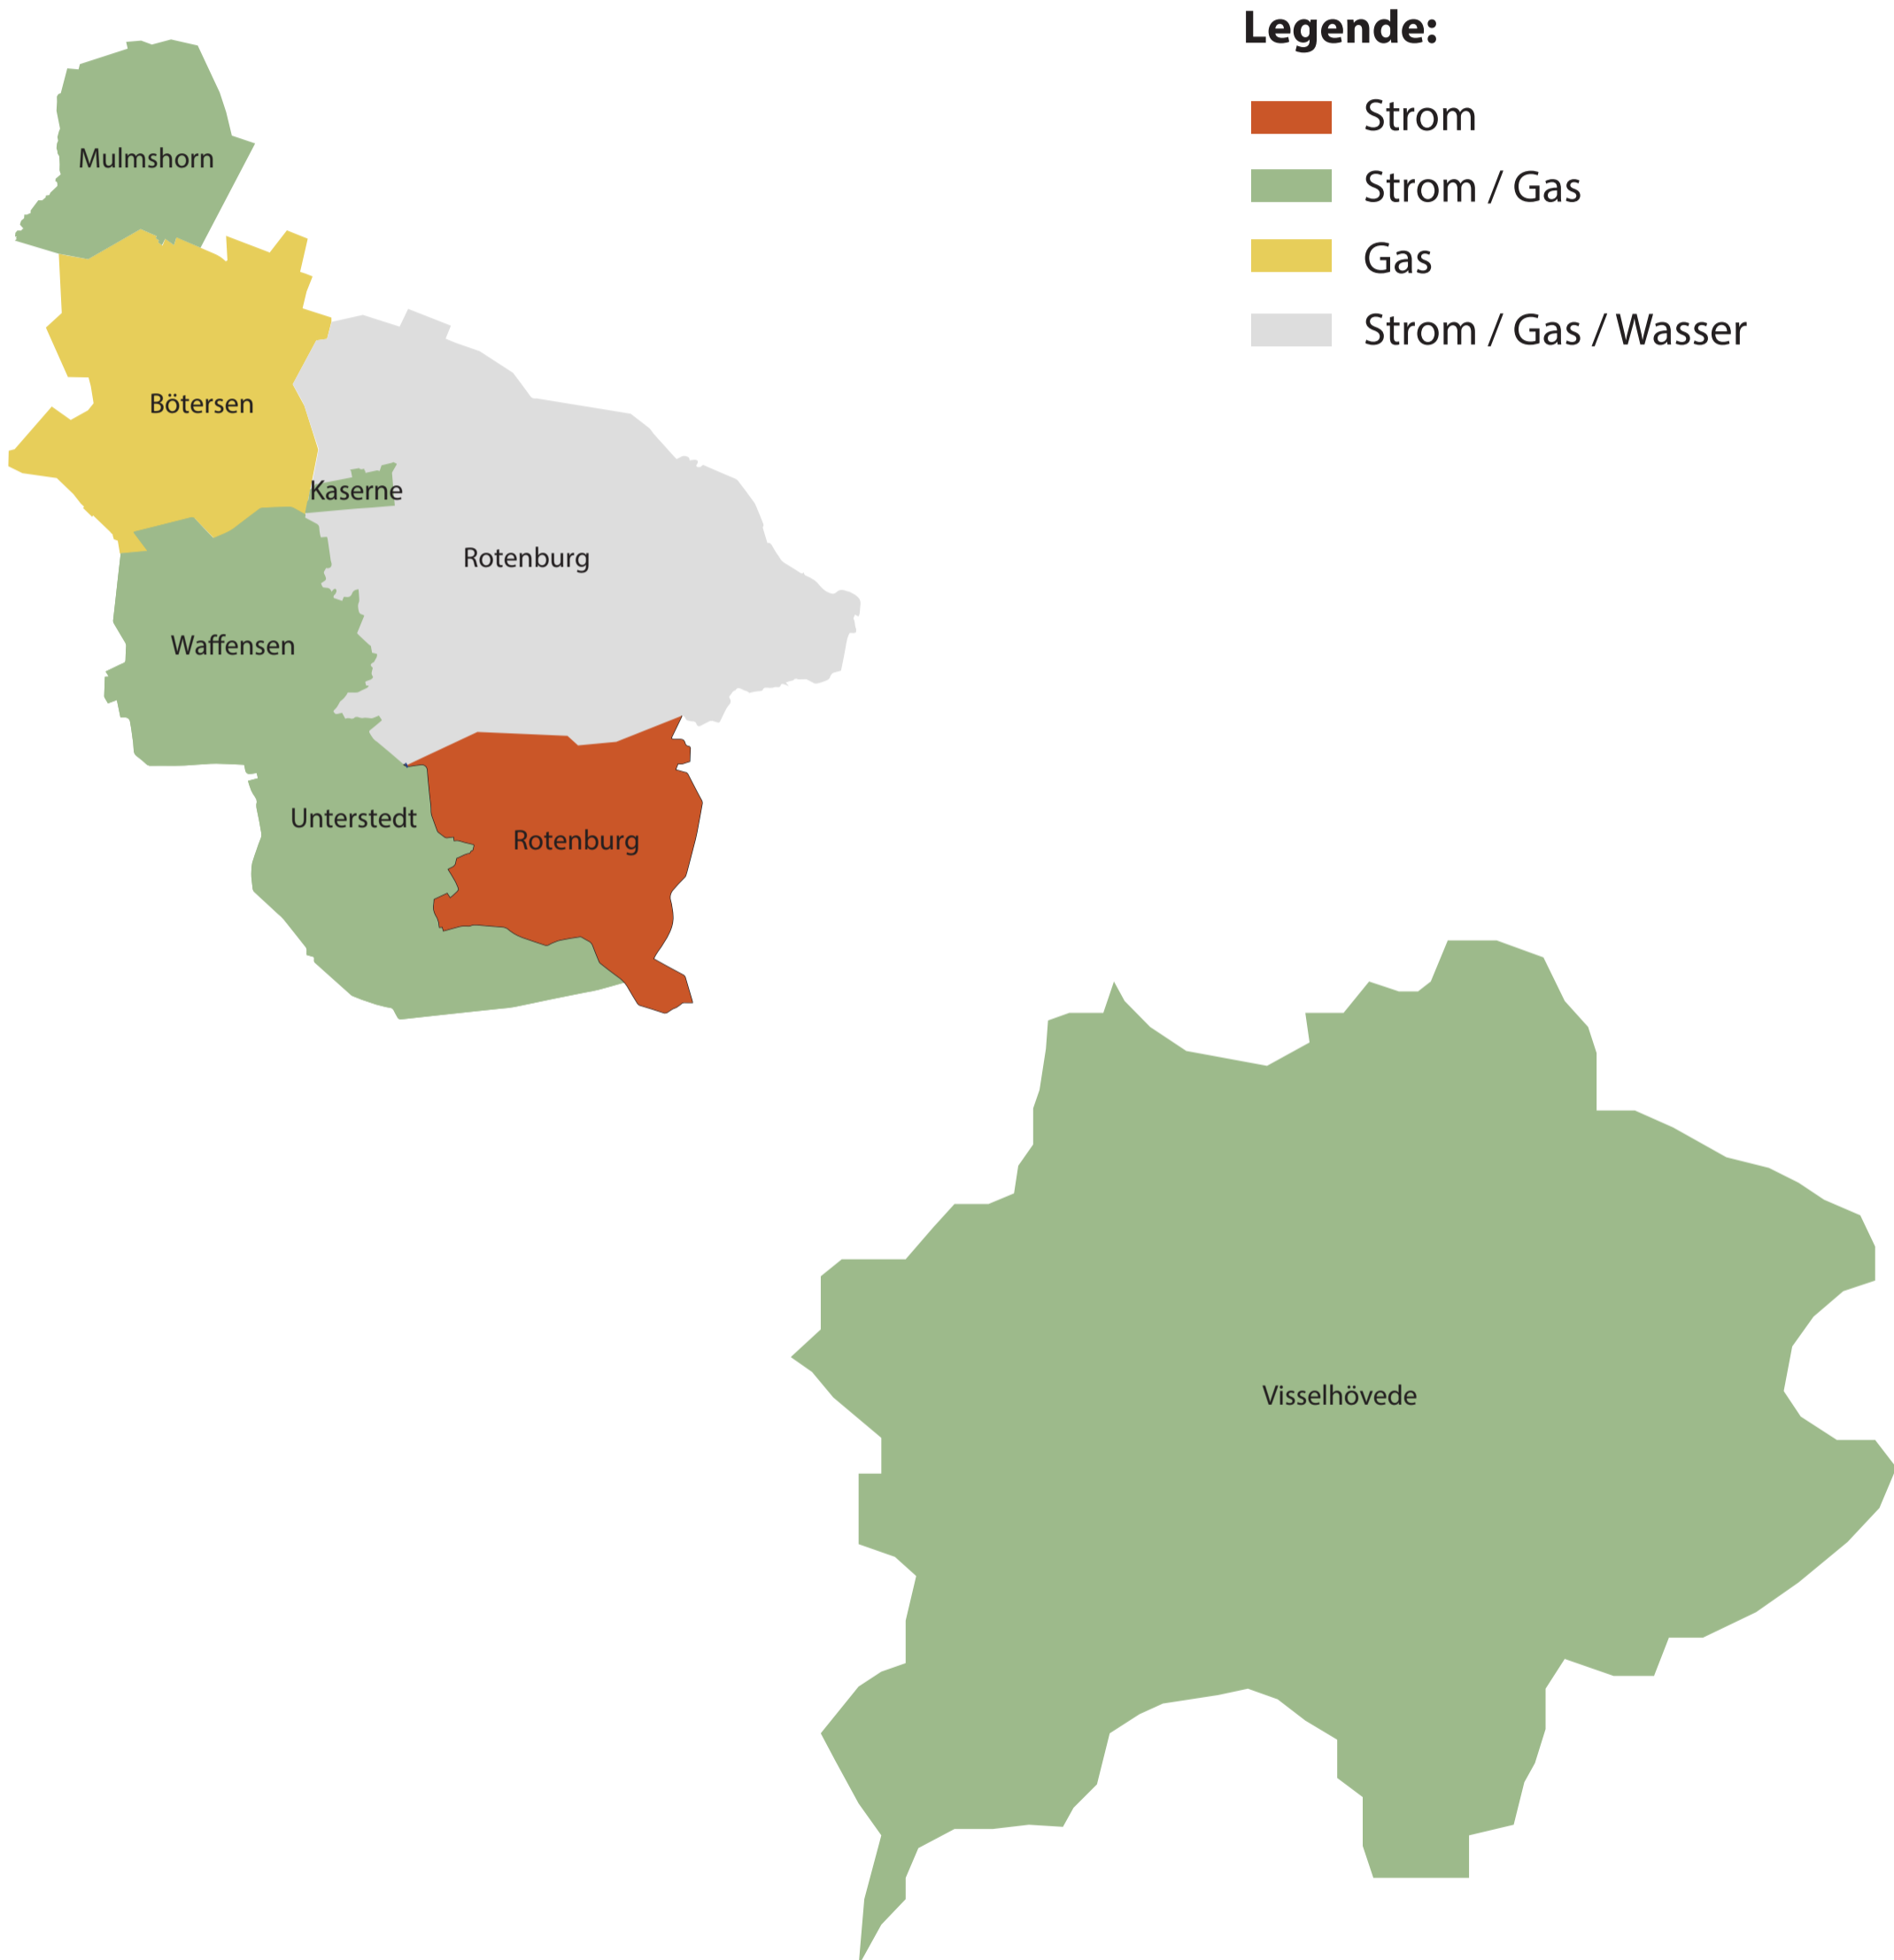 Legende:
Strom
Strom / Gas
Gas
Strom / Gas / Wasser
Mulmshorn
Bötersen
Kaserne
Rotenburg
Waffensen
Unterstedt
Rotenburg
Visselhövede